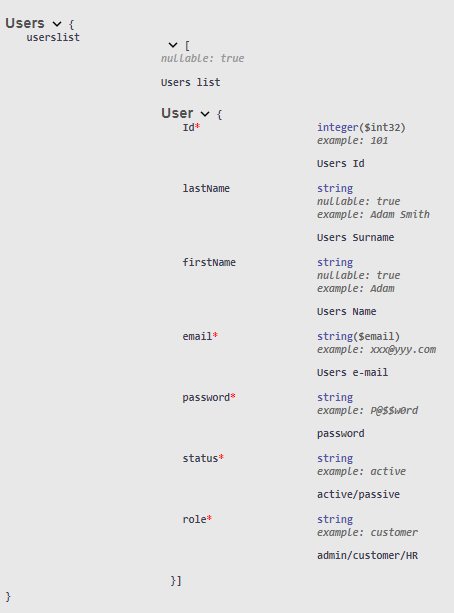 Users {
userslist
[
nullable: true
Users list
User {
Id* integer($int32)
example: 101
Users Id
lastName string
nullable: true
example: Adam Smith
Users Surname
firstName string
nullable: true
example: Adam
Users Name
email* string($email)
example: xxx@yyy.com
Users e-mail
password* string
example: P@$$w0rd
password
status* string
example: active
active/passive
role* string
example: customer
admin/customer/HR
}]
}